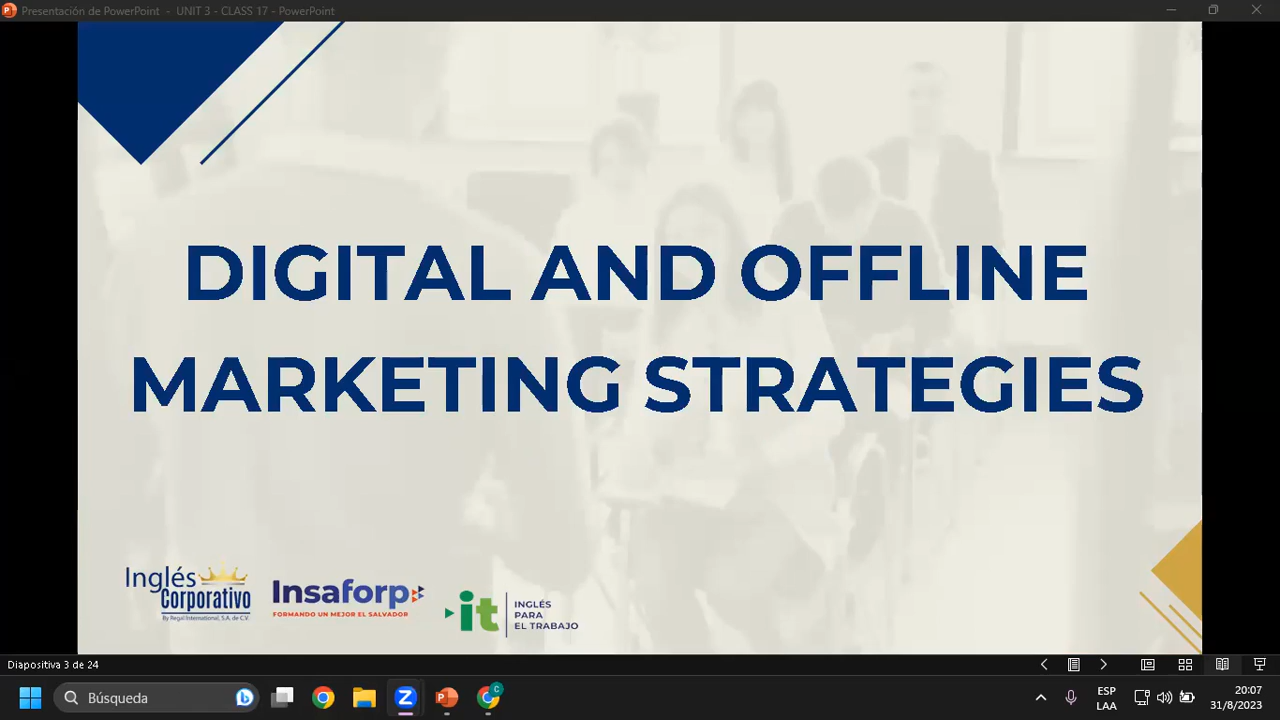 Presentación de PowerPoint - UNIT 3 - CLASS 17 - PowerPoint
DIGITAL AND OFFLINE
MARKETING STRATEGIES
Inglés
Corporativo
By Regal International, S.A. de C.V.
Insaforp
FORMANDO UN MEJOR EL SALVADOR
it
INGLÉS
PARA
EL TRABAJO
Diapositiva 3 de 24
Búsqueda
ESP
LAA
20:07
31/8/2023